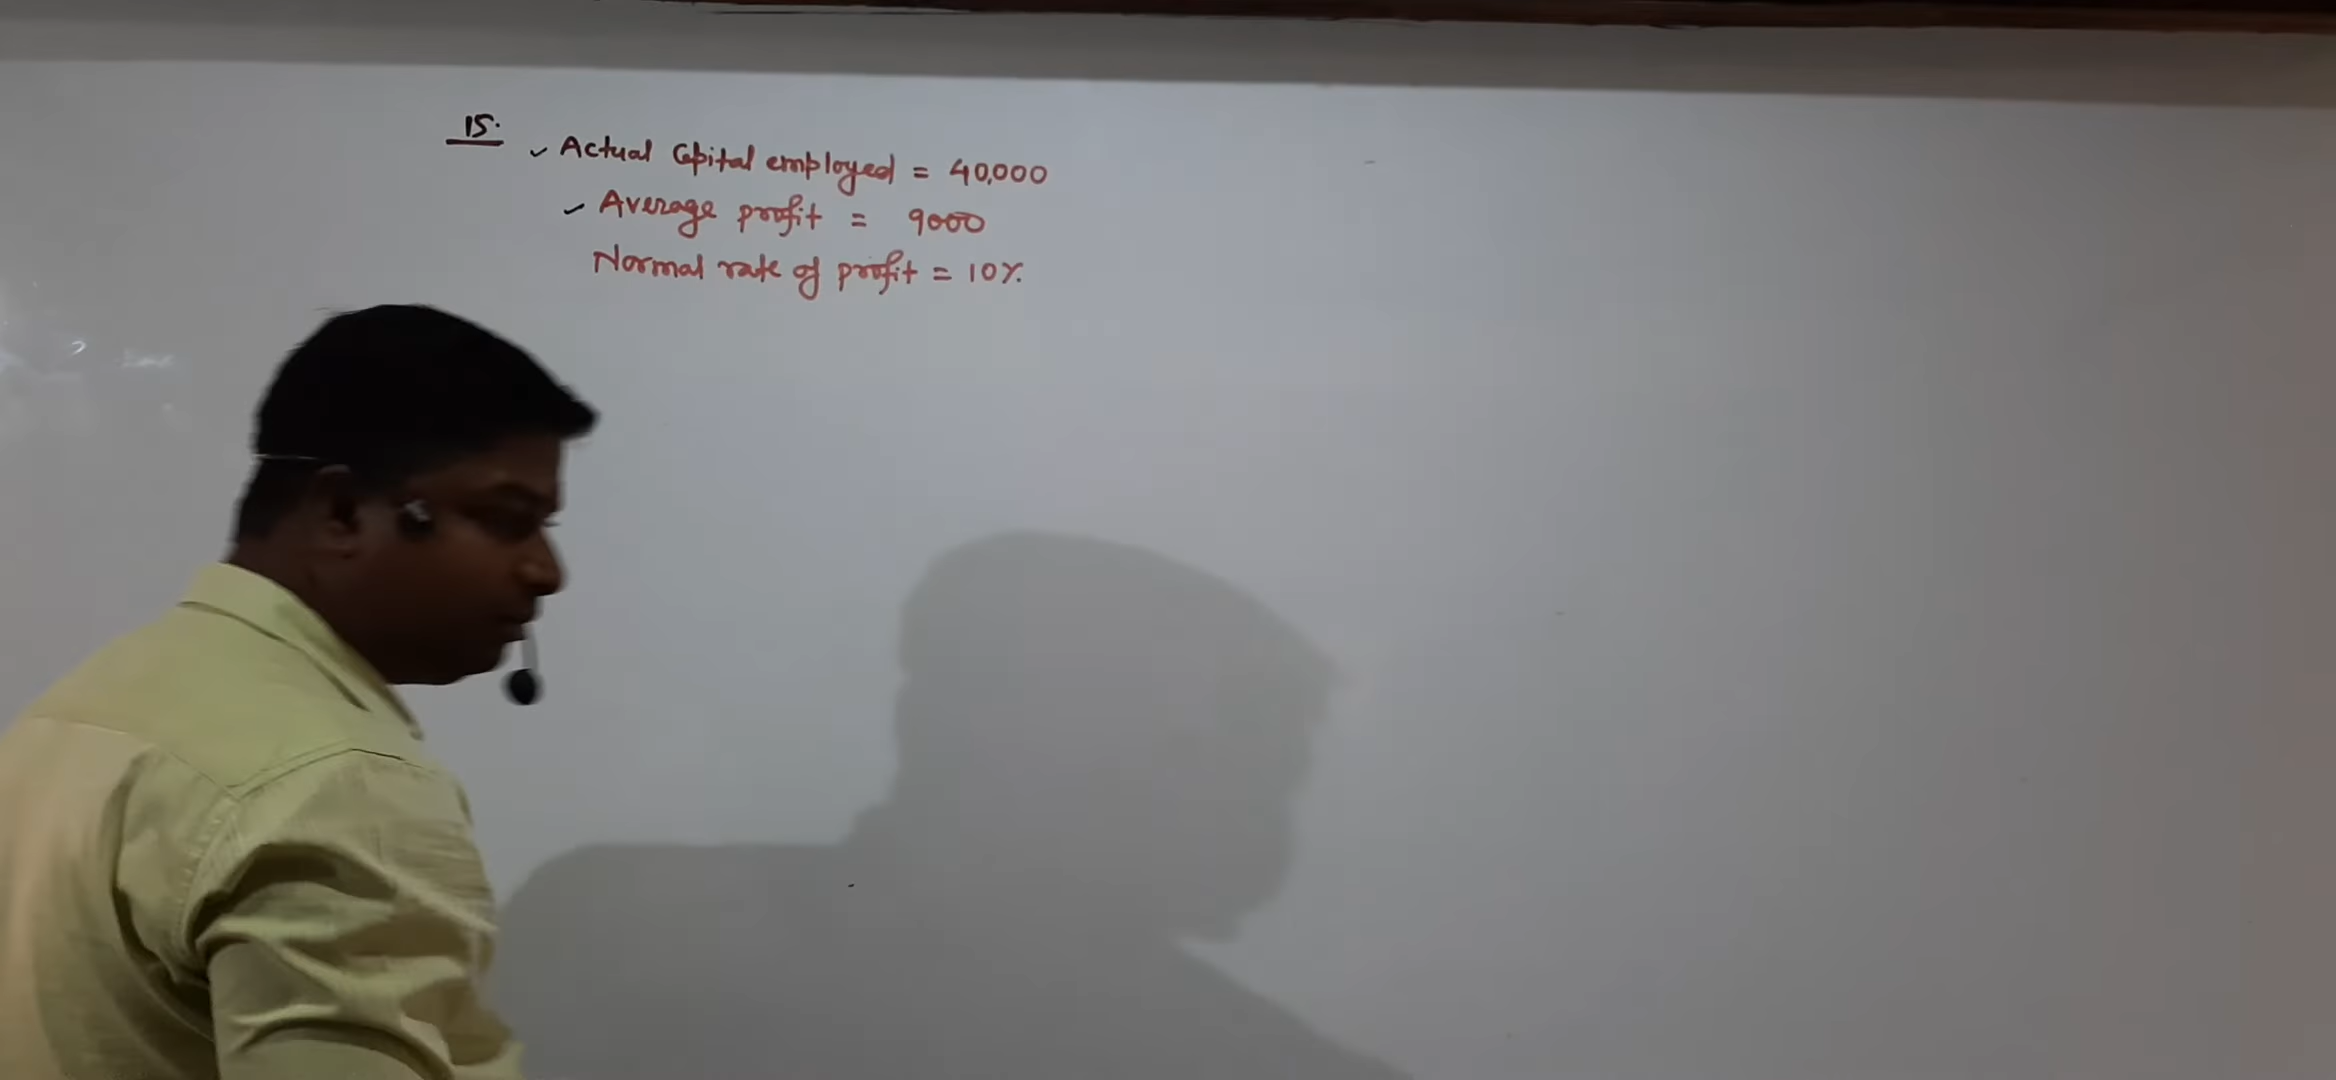 15.
Actual Capital employed = 40,000
Average profit = 9000
Normal rate of profit = 10%